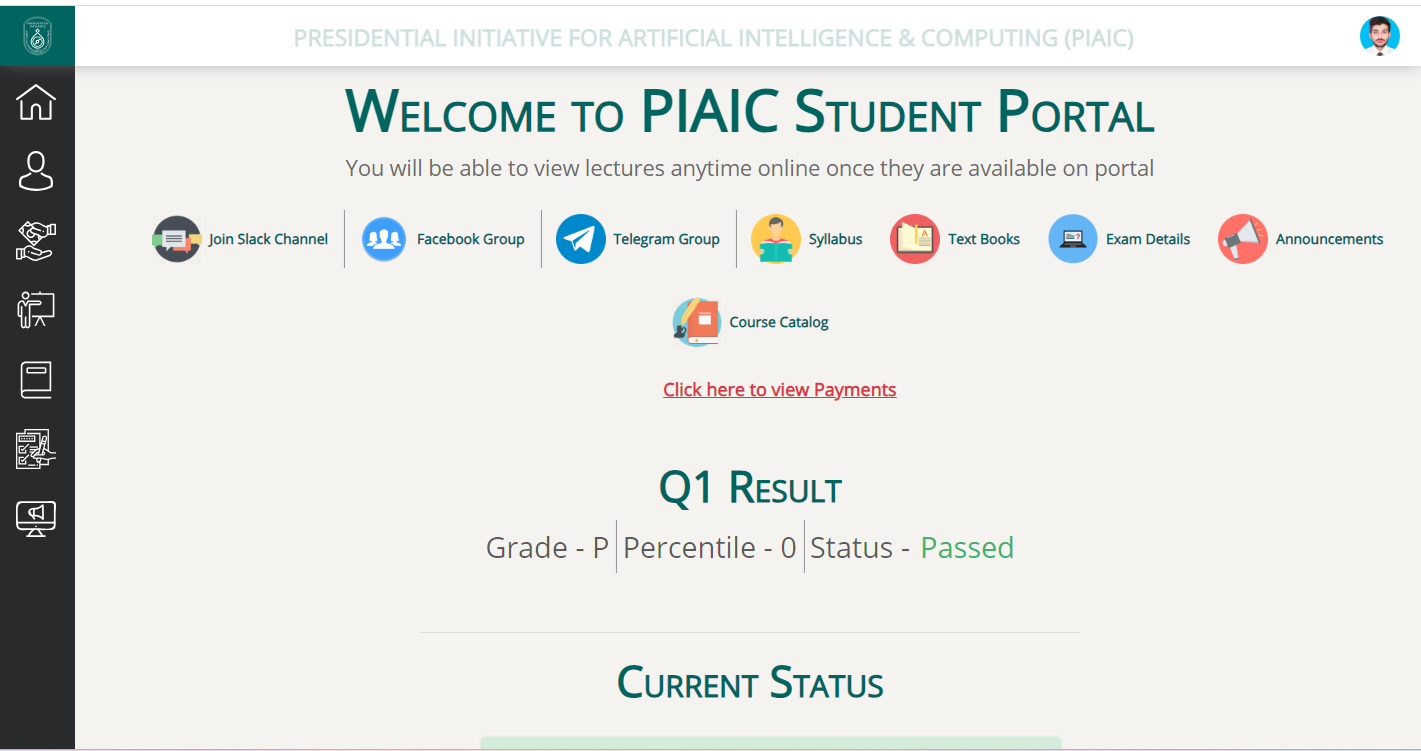 PRESIDENTIAL INITIATIVE FOR ARTIFICIAL INTELLIGENCE & COMPUTING (PIAIC)
Welcome to PIAIC Student Portal
You will be able to view lectures anytime online once they are available on portal
Join Slack Channel Facebook Group Telegram Group Syllabus Text Books Exam Details Announcements
Course Catalog
Click here to view Payments
Q1 Result
Grade - P Percentile - 0 Status - Passed
Current Status